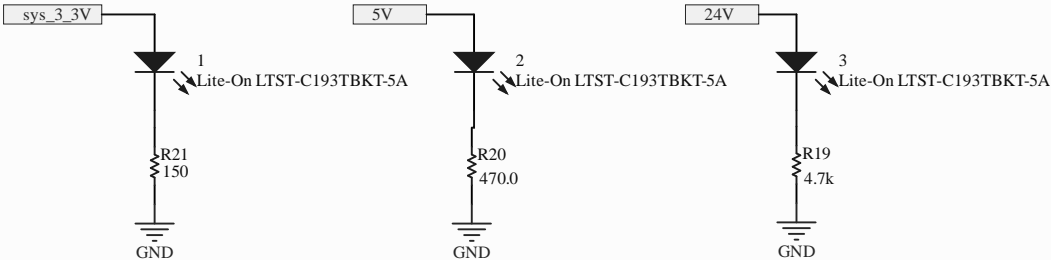 sys_3_3V
1
Lite-On LTST-C193TBKT-5A
R21
150
GND
5V
2
Lite-On LTST-C193TBKT-5A
R20
470.0
GND
24V
3
Lite-On LTST-C193TBKT-5A
R19
4.7k
GND